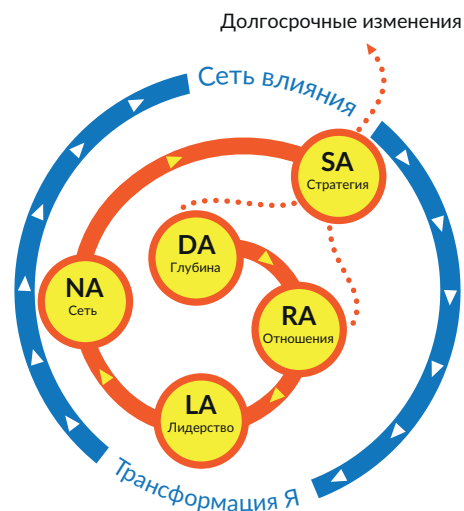 Долгосрочные изменения
Сеть влияния
SA
Стратегия
DA
Глубина
NA
Сеть
RA
Отношения
LA
Лидерство
Трансформация Я